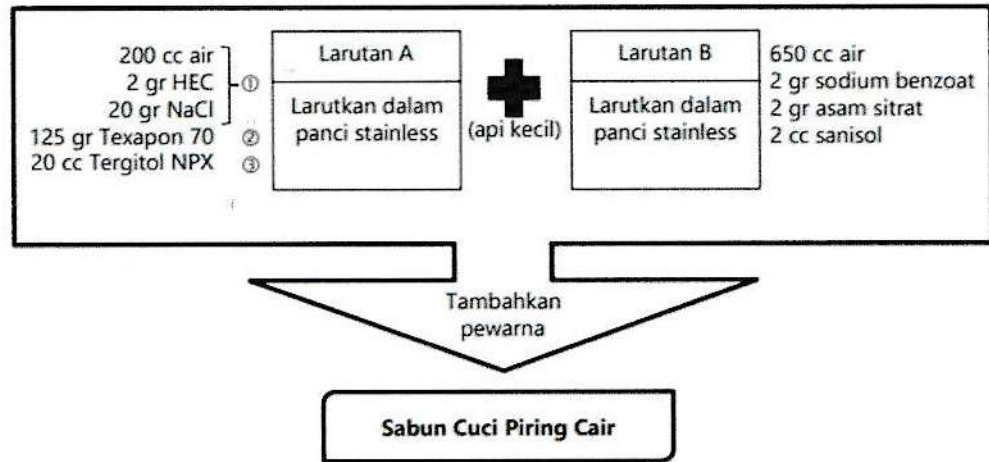 200 cc air
2 gr HEC ①
20 gr NaCl
125 gr Texapon 70 ②
20 cc Tergitol NPX ③
Larutan A
Larutkan dalam
panci stainless
(api kecil)
Larutan B
Larutkan dalam
panci stainless
650 cc air
2 gr sodium benzoat
2 gr asam sitrat
2 cc sanisol
Tambahkan
pewarna
Sabun Cuci Piring Cair